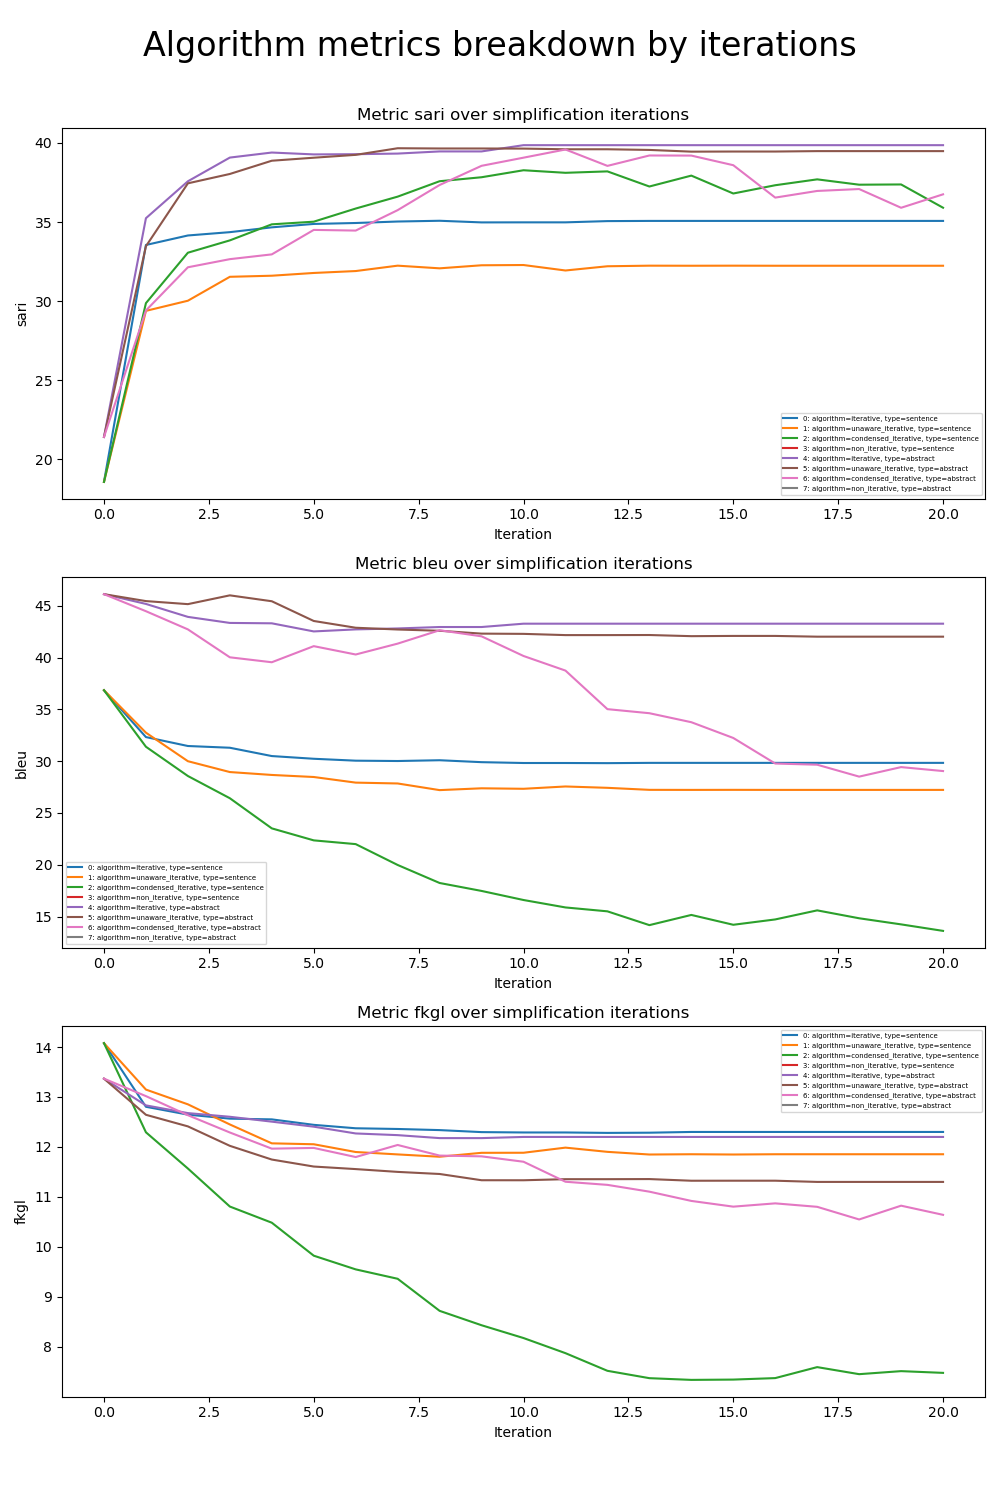 Algorithm metrics breakdown by iterations
Metric sari over simplification iterations
40
35
30
25
20
sari
0: algorithm=iterative, type=sentence
1: algorithm=unaware_iterative, type=sentence
2: algorithm=condensed_iterative, type=sentence
3: algorithm=non_iterative, type=sentence
4: algorithm=iterative, type=abstract
5: algorithm=unaware_iterative, type=abstract
6: algorithm=condensed_iterative, type=abstract
7: algorithm=non_iterative, type=abstract
0.0 2.5 5.0 7.5 10.0 12.5 15.0 17.5 20.0
Iteration
Metric bleu over simplification iterations
45
40
35
30
25
20
15
bleu
0: algorithm=iterative, type=sentence
1: algorithm=unaware_iterative, type=sentence
2: algorithm=condensed_iterative, type=sentence
3: algorithm=non_iterative, type=sentence
4: algorithm=iterative, type=abstract
5: algorithm=unaware_iterative, type=abstract
6: algorithm=condensed_iterative, type=abstract
7: algorithm=non_iterative, type=abstract
0.0 2.5 5.0 7.5 10.0 12.5 15.0 17.5 20.0
Iteration
Metric fkgl over simplification iterations
14
13
12
11
10
9
8
fkgl
0: algorithm=iterative, type=sentence
1: algorithm=unaware_iterative, type=sentence
2: algorithm=condensed_iterative, type=sentence
3: algorithm=non_iterative, type=sentence
4: algorithm=iterative, type=abstract
5: algorithm=unaware_iterative, type=abstract
6: algorithm=condensed_iterative, type=abstract
7: algorithm=non_iterative, type=abstract
0.0 2.5 5.0 7.5 10.0 12.5 15.0 17.5 20.0
Iteration